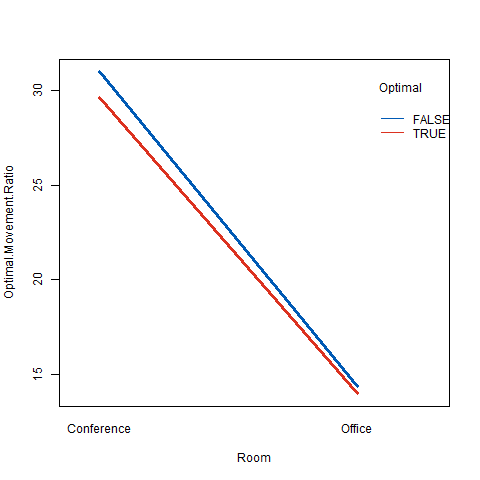 Optimal
FALSE
TRUE
Optimal.Movement.Ratio
30
25
20
15
Conference
Office
Room